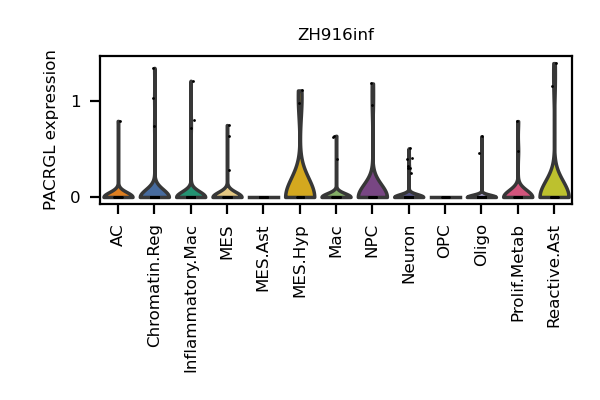 ZH916inf
PACRGL expression
1
0
AC
Chromatin.Reg
Inflammatory.Mac
MES
MES.Ast
MES.Hyp
Mac
NPC
Neuron
OPC
Oligo
Prolif.Metab
Reactive.Ast